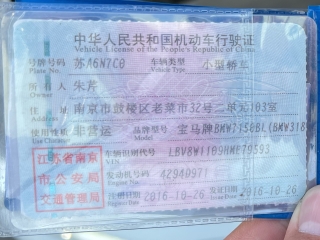 中华人民共和国机动车行驶证
Vehicle License of the People's Republic of China
号牌号码 苏A6N7C0 车辆类型 小型轿车
Plate No. Vehicle Type
所有人 朱芹
Owner
住址 南京市鼓楼区老菜市32号二单元103室
Address
使用性质 非营运 品牌型号 宝马牌BMW7150BL(BMW318
Use Character Model
江苏省南京 车辆识别代号
VIN
市公安局 发动机号码 42940971
Engine No.
交通管理局 注册日期 2016-10-26 发证日期 2016-10-26
Register Date Issue Date